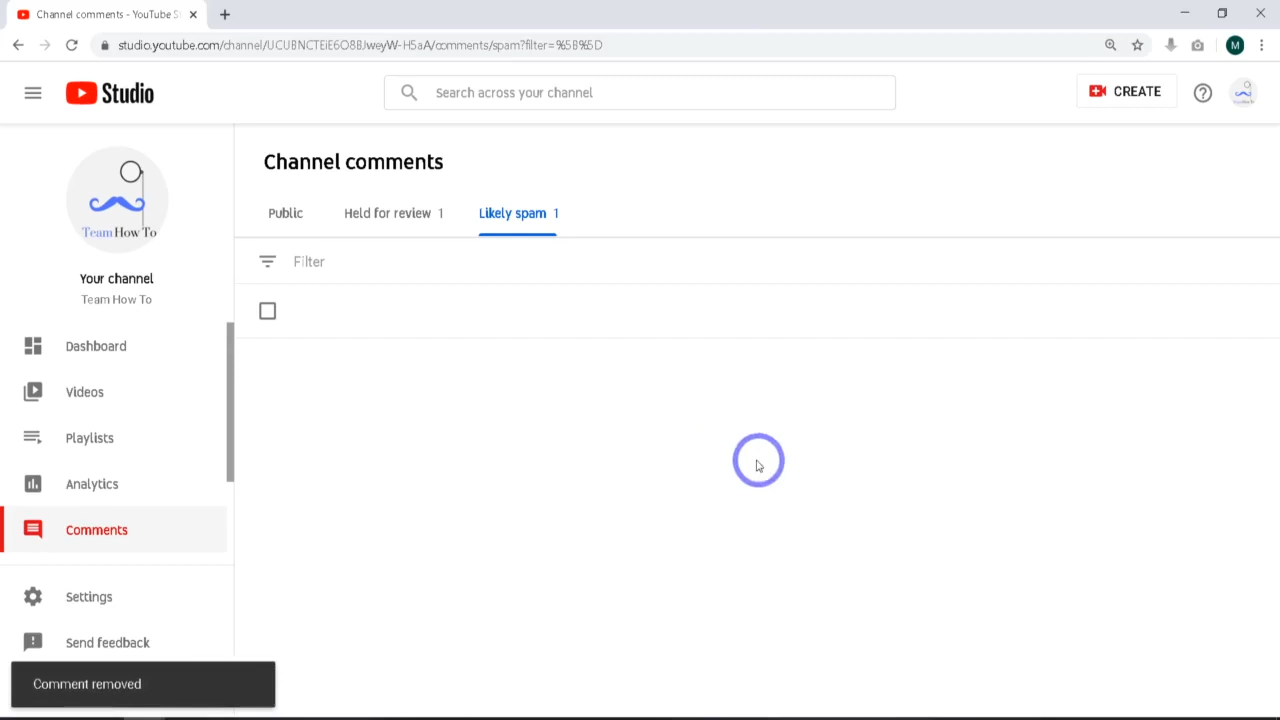 Channel comments - YouTube S
studio.youtube.com/channel/UCUBNCTEiE6O8BJweyW-H5aA/comments/spam?filter=%5B%5D
M
Studio
Search across your channel
CREATE
Team How To
Your channel
Team How To
Dashboard
Videos
Playlists
Analytics
Comments
Settings
Send feedback
Comment removed
Channel comments
Public
Held for review 1
Likely spam 1
Filter